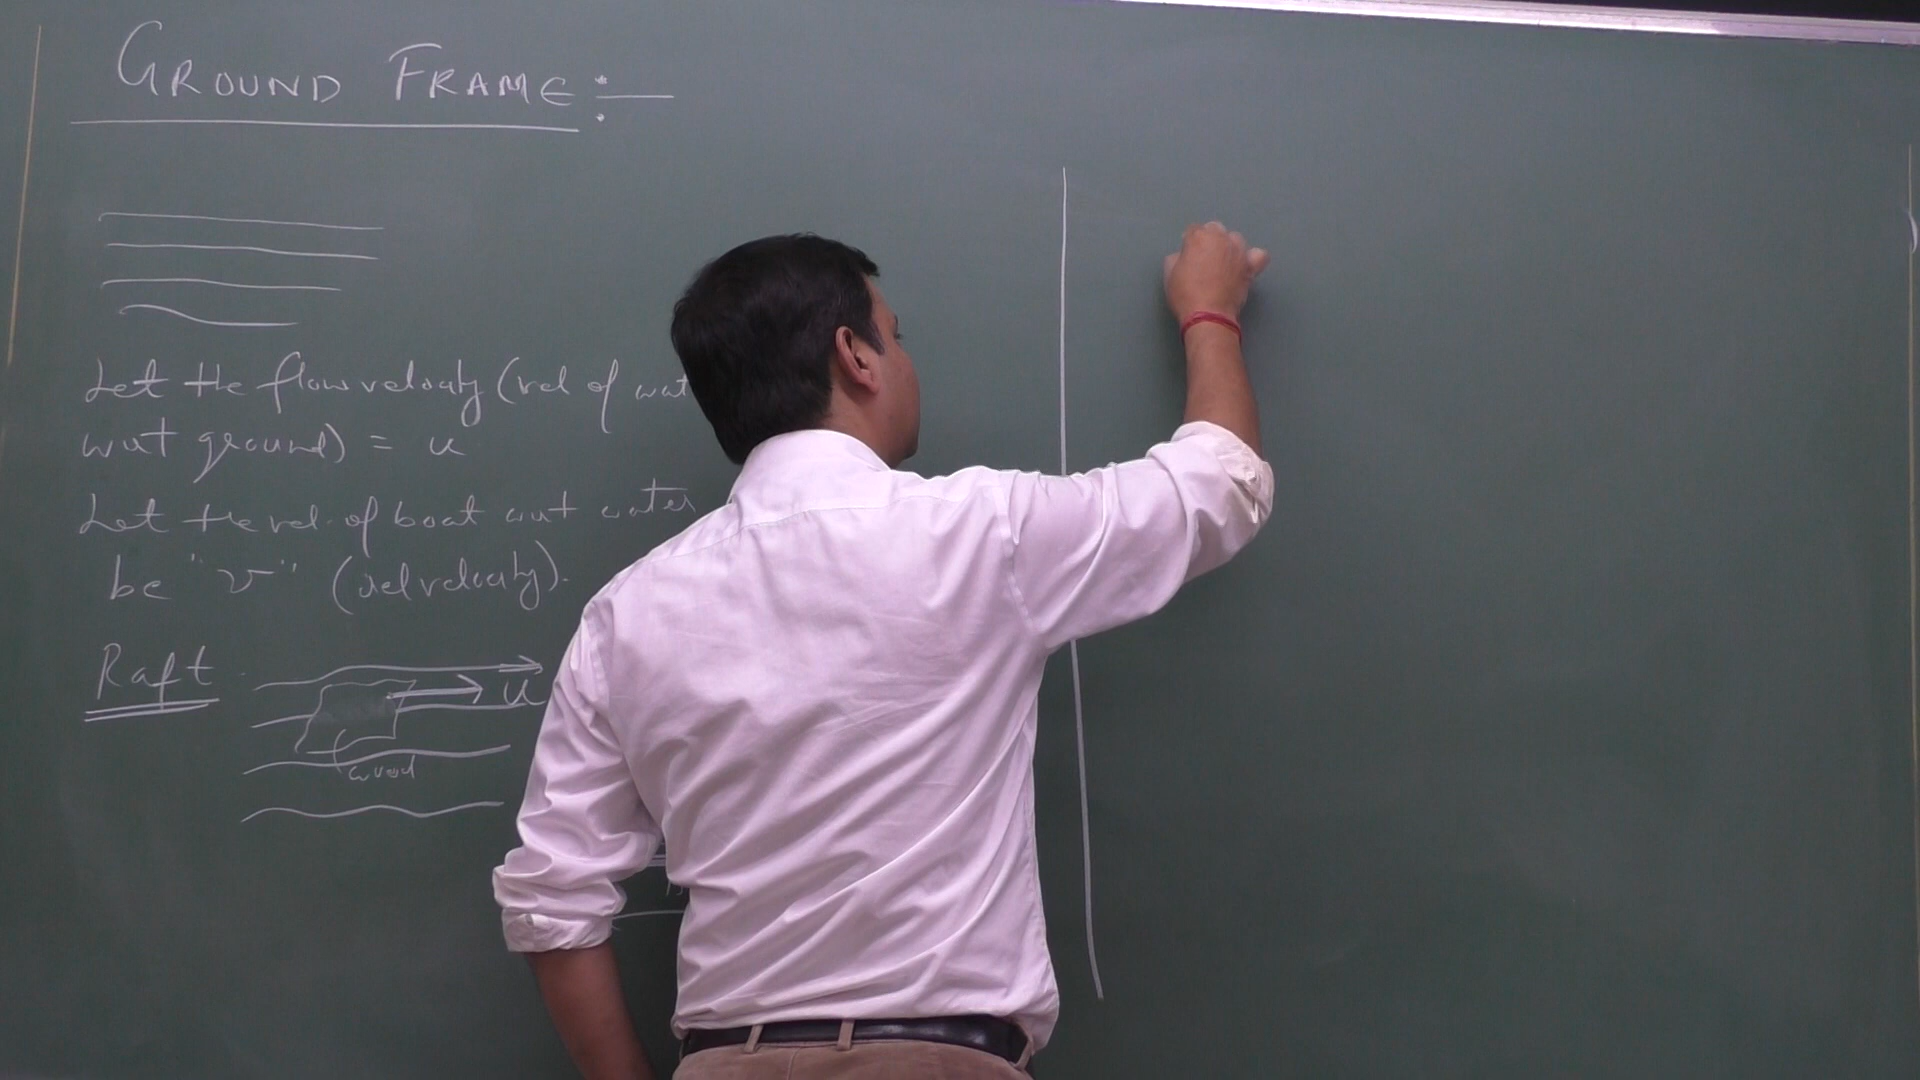 GROUND FRAME:—
Let the flow velocity (vel of wat
wrt ground) = u
Let the vel. of boat wrt water
be "v" (rel velocity).
Raft
u
wood